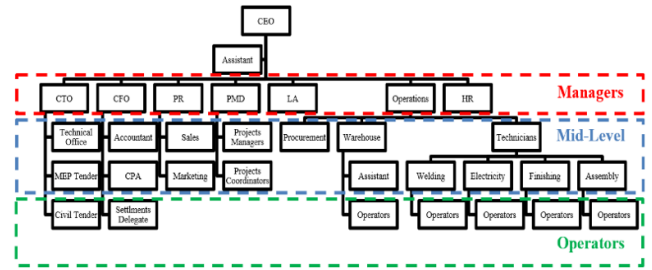 CEO
Assistant
CTO
CFO
PR
PMD
LA
Operations
HR
Managers
Technical
Office
Accountant
Sales
Projects
Managers
Procurement
Warehouse
Technicians
Mid-Level
MEP Tender
CPA
Marketing
Projects
Coordinators
Assistant
Welding
Electricity
Finishing
Assembly
Civil Tender
Settlments
Delegate
Operators
Operators
Operators
Operators
Operators
Operators